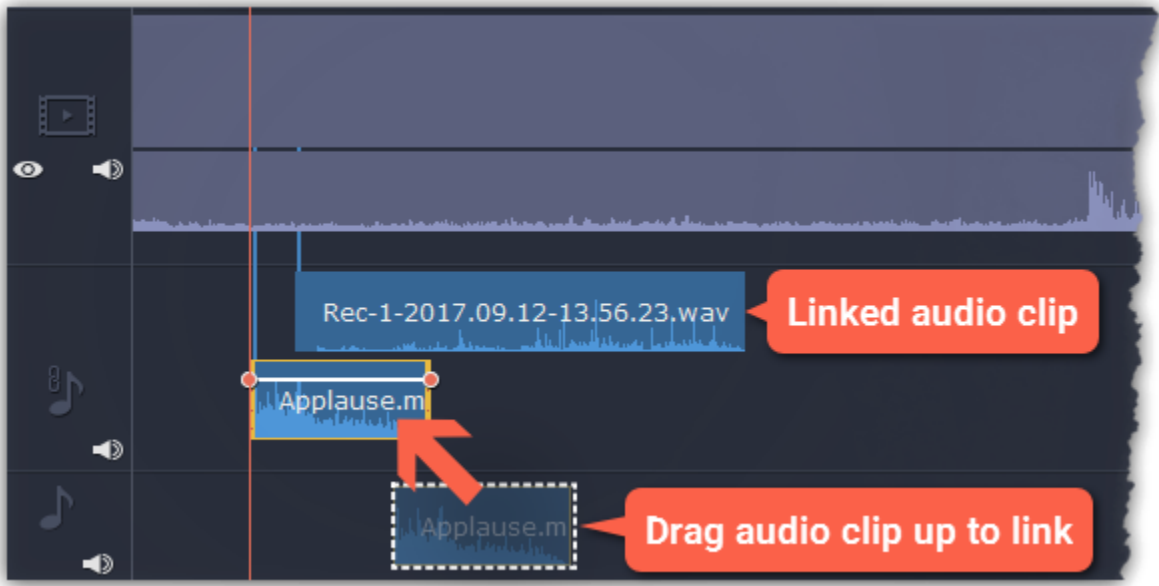 Rec-1-2017.09.12-13.56.23.wav
Linked audio clip
Applause.m
Applause.m
Drag audio clip up to link